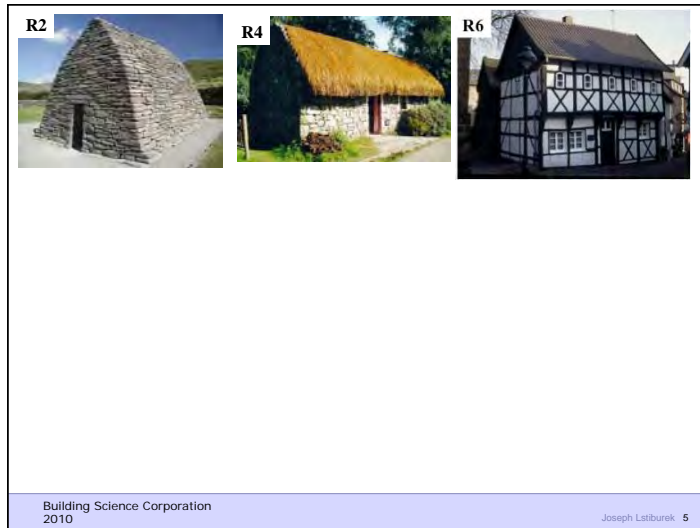 R2
R4
R6
Building Science Corporation
2010
Joseph Lstiburek 5